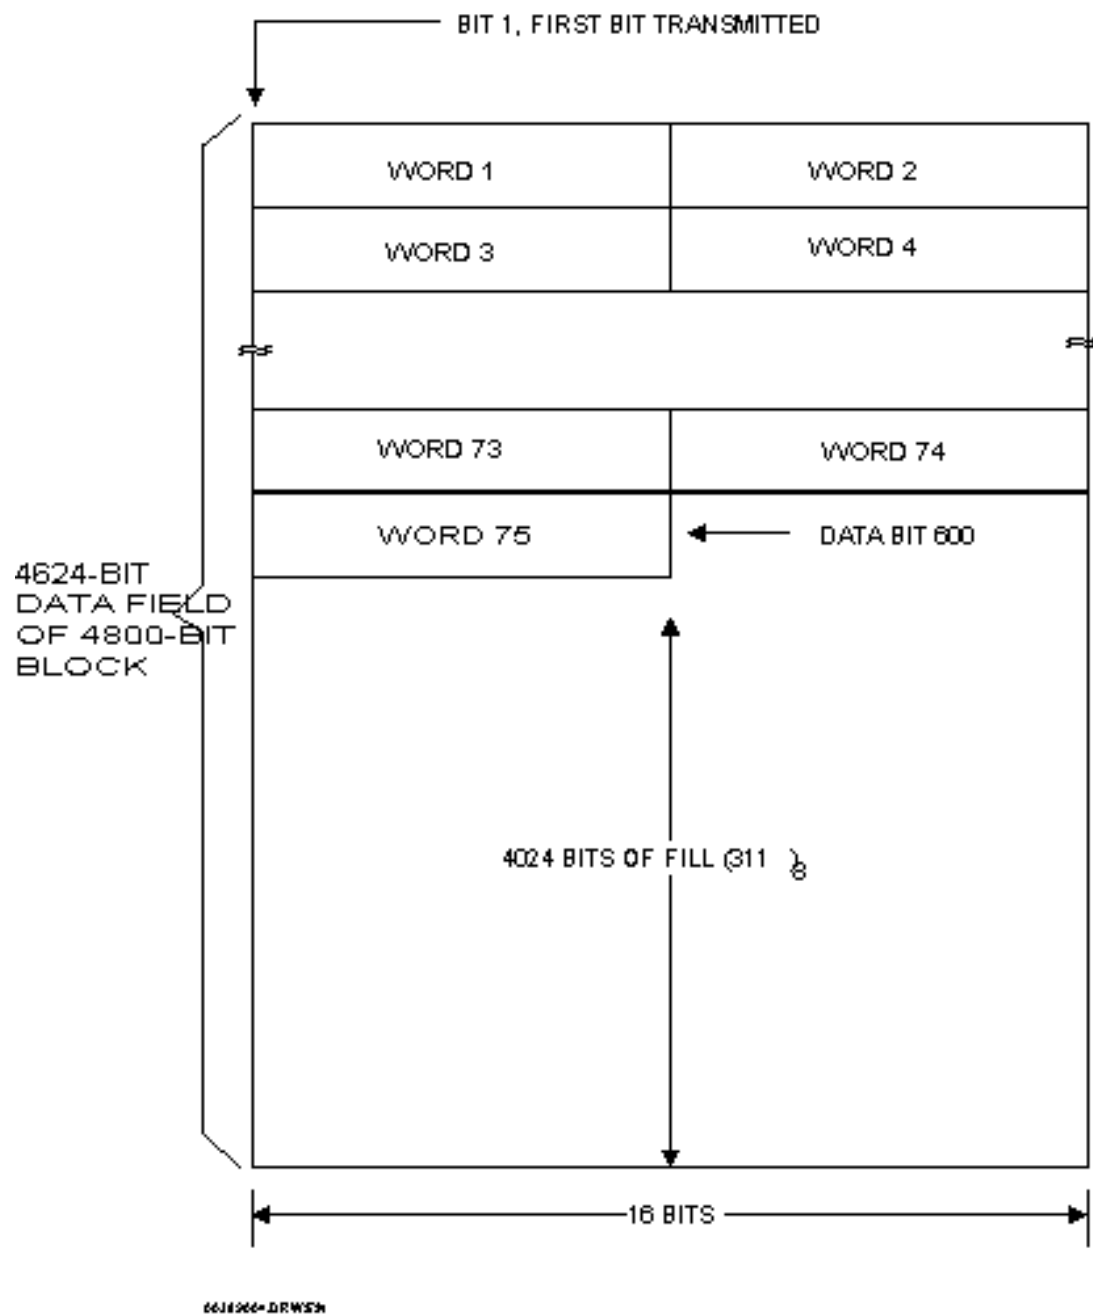 BIT 1, FIRST BIT TRANSMITTED
WORD 1
WORD 2
WORD 3
WORD 4
WORD 73
WORD 74
WORD 75
DATA BIT 600
4624-BIT
DATA FIELD
OF 4800-BIT
BLOCK
4024 BITS OF FILL (311 )8
16 BITS